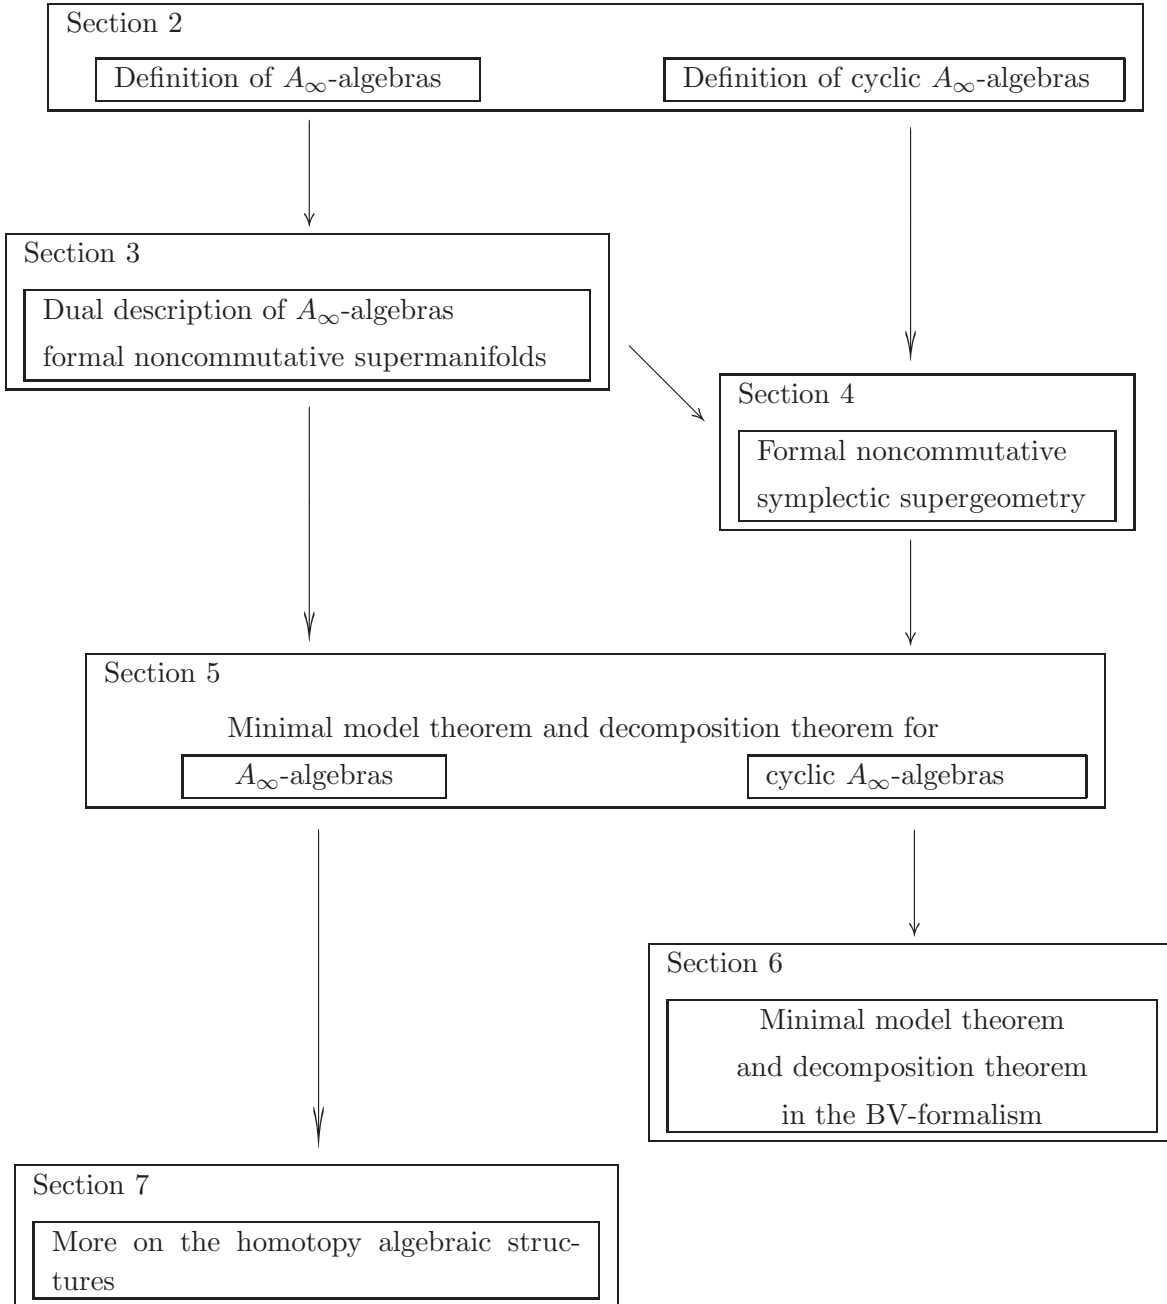 Section 2
Definition of A∞-algebras
Definition of cyclic A∞-algebras
Section 3
Dual description of A∞-algebras
formal noncommutative supermanifolds
Section 4
Formal noncommutative
symplectic supergeometry
Section 5
Minimal model theorem and decomposition theorem for
A∞-algebras
cyclic A∞-algebras
Section 6
Minimal model theorem
and decomposition theorem
in the BV-formalism
Section 7
More on the homotopy algebraic struc-
tures